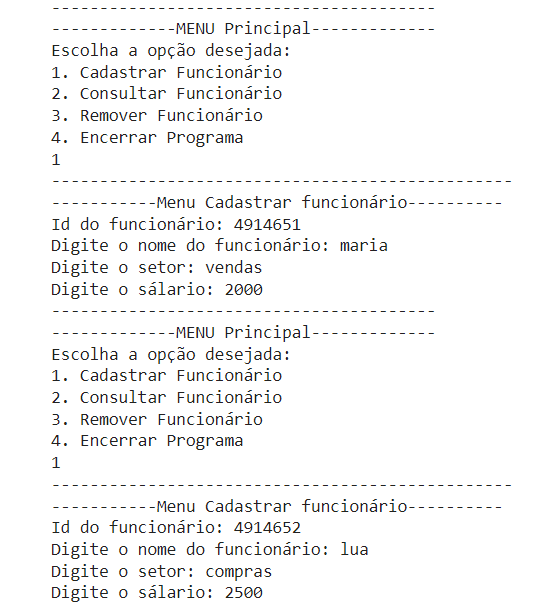 ----------------------------------------
-------------MENU Principal-------------
Escolha a opção desejada:
1. Cadastrar Funcionário
2. Consultar Funcionário
3. Remover Funcionário
4. Encerrar Programa
1
------------------------------------------------
-----------Menu Cadastrar funcionário----------
Id do funcionário: 4914651
Digite o nome do funcionário: maria
Digite o setor: vendas
Digite o sálario: 2000
----------------------------------------
-------------MENU Principal-------------
Escolha a opção desejada:
1. Cadastrar Funcionário
2. Consultar Funcionário
3. Remover Funcionário
4. Encerrar Programa
1
------------------------------------------------
-----------Menu Cadastrar funcionário----------
Id do funcionário: 4914652
Digite o nome do funcionário: lua
Digite o setor: compras
Digite o sálario: 2500